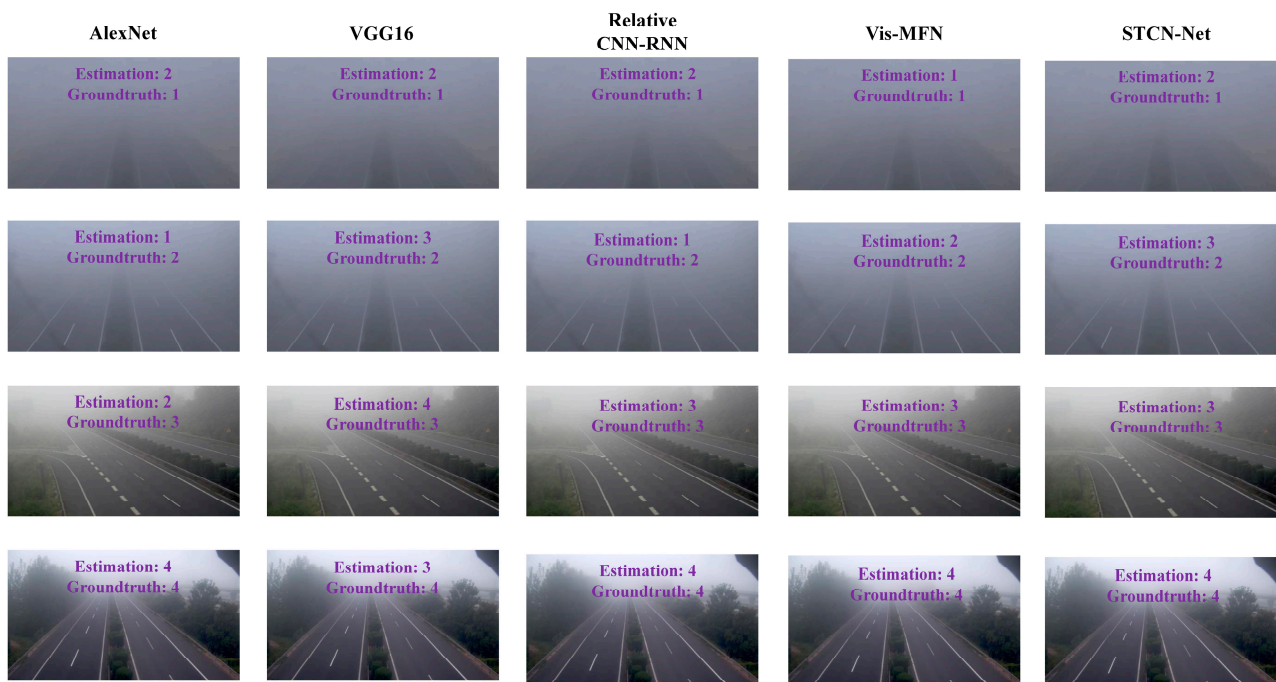 AlexNet
VGG16
Relative
CNN-RNN
Vis-MFN
STCN-Net
Estimation: 2
Groundtruth: 1
Estimation: 2
Groundtruth: 1
Estimation: 2
Groundtruth: 1
Estimation: 1
Groundtruth: 1
Estimation: 2
Groundtruth: 1
Estimation: 1
Groundtruth: 2
Estimation: 3
Groundtruth: 2
Estimation: 1
Groundtruth: 2
Estimation: 2
Groundtruth: 2
Estimation: 3
Groundtruth: 2
Estimation: 2
Groundtruth: 3
Estimation: 4
Groundtruth: 3
Estimation: 3
Groundtruth: 3
Estimation: 3
Groundtruth: 3
Estimation: 3
Groundtruth: 3
Estimation: 4
Groundtruth: 4
Estimation: 3
Groundtruth: 4
Estimation: 4
Groundtruth: 4
Estimation: 4
Groundtruth: 4
Estimation: 4
Groundtruth: 4